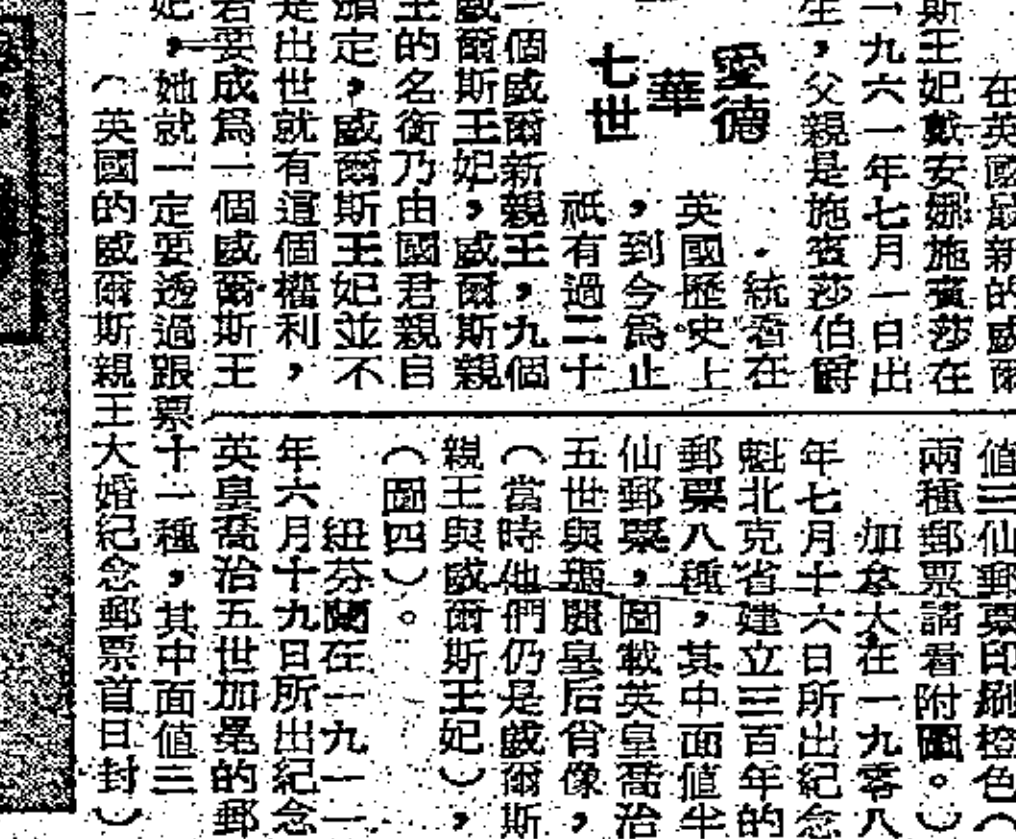 在英國最新的威爾
斯王妃戴安娜施賓莎在
一九六一年七月一日出
生，父親是施賓莎伯爵
愛德
華
七世
．統看在
英國歷史上
，到今爲止
祇有過二十
一個威爾新親王，九個
威爾斯王妃，威爾斯親
王的名銜乃由國君親自
頒定，威爾斯王妃並不
是出世就有這個權利，
若要成爲一個威爾斯王
妃，她就一定要透過跟
值三仙郵票印刷橙色（
兩種郵票請看附圖。）
加拿大在一九零八
年七月十六日所出紀念
魁北克省建立三百年的
郵票八種，其中面值半
仙郵票，圖載英皇喬治
五世與瑪麗皇后肖像，
（當時他們仍是威爾斯
親王與威爾斯王妃），
（圖四）。
紐芬蘭在一九一一
年六月十九日所出紀念
英皇喬治五世加冕的郵
票十一種，其中面值三
（英國的威爾斯親王大婚紀念郵票首日封）